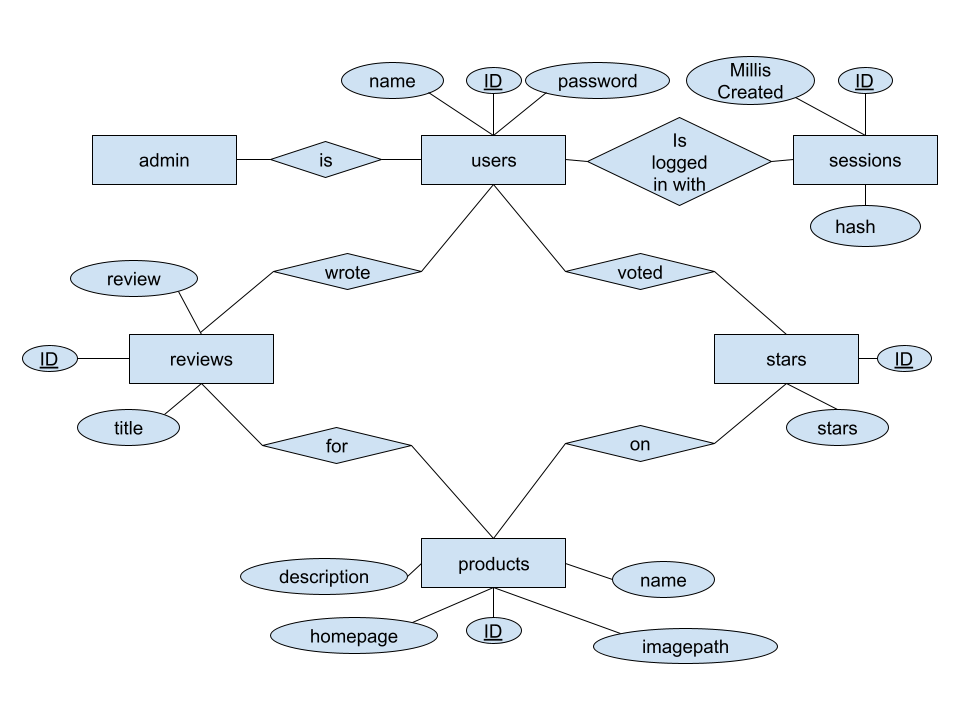 name
ID
password
Millis
Created
ID
admin
is
users
Is
logged
in with
sessions
hash
review
wrote
voted
ID
reviews
stars
ID
title
for
on
stars
description
products
name
homepage
ID
imagepath